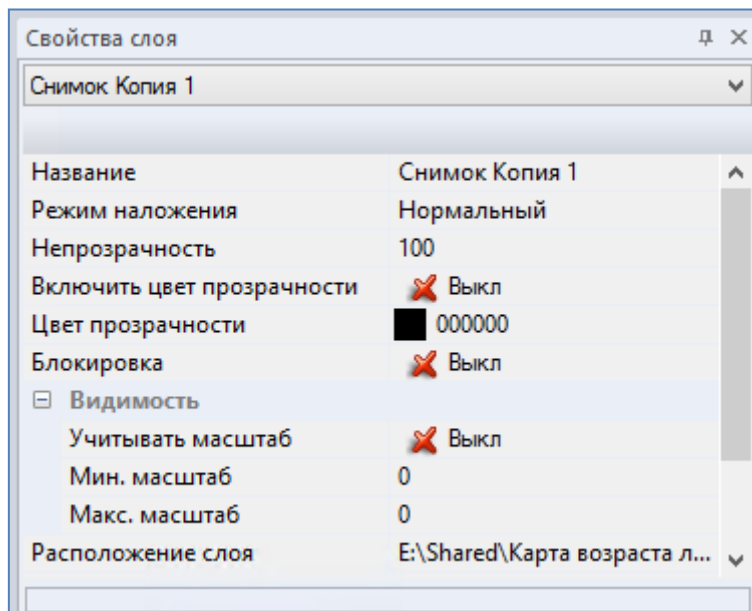 Свойства слоя
Снимок Копия 1
Название Снимок Копия 1
Режим наложения Нормальный
Непрозрачность 100
Включить цвет прозрачности Выкл
Цвет прозрачности 000000
Блокировка Выкл
Видимость
Учитывать масштаб Выкл
Мин. масштаб 0
Макс. масштаб 0
Расположение слоя E:\Shared\Карта возраста л...